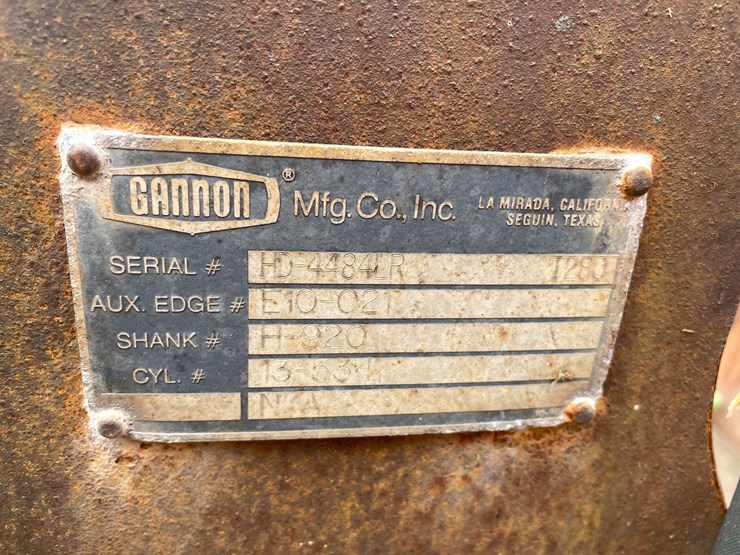 GANNON® Mfg. Co., Inc. LA MIRADA, CALIFORNIA
SEGUIN, TEXAS
SERIAL # HD-4484LR 1280
AUX. EDGE # E10-021
SHANK # H-920
CYL. # 13-534
N/A